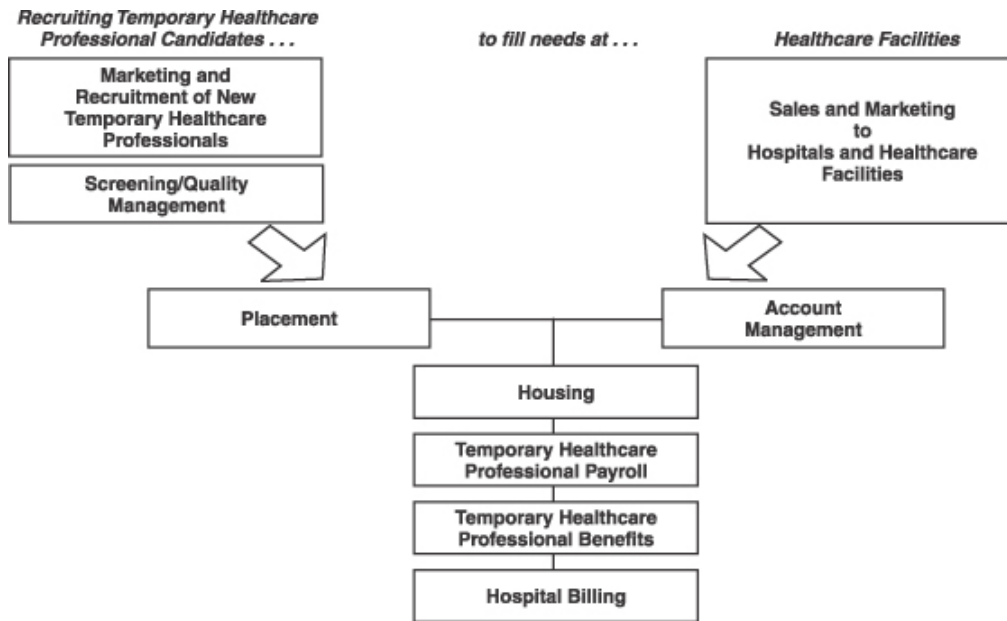 Recruiting Temporary Healthcare
Professional Candidates . . .
to fill needs at . . .
Healthcare Facilities
Marketing and
Recruitment of New
Temporary Healthcare
Professionals
Screening/Quality
Management
Sales and Marketing
to
Hospitals and Healthcare
Facilities
Placement
Account
Management
Housing
Temporary Healthcare
Professional Payroll
Temporary Healthcare
Professional Benefits
Hospital Billing